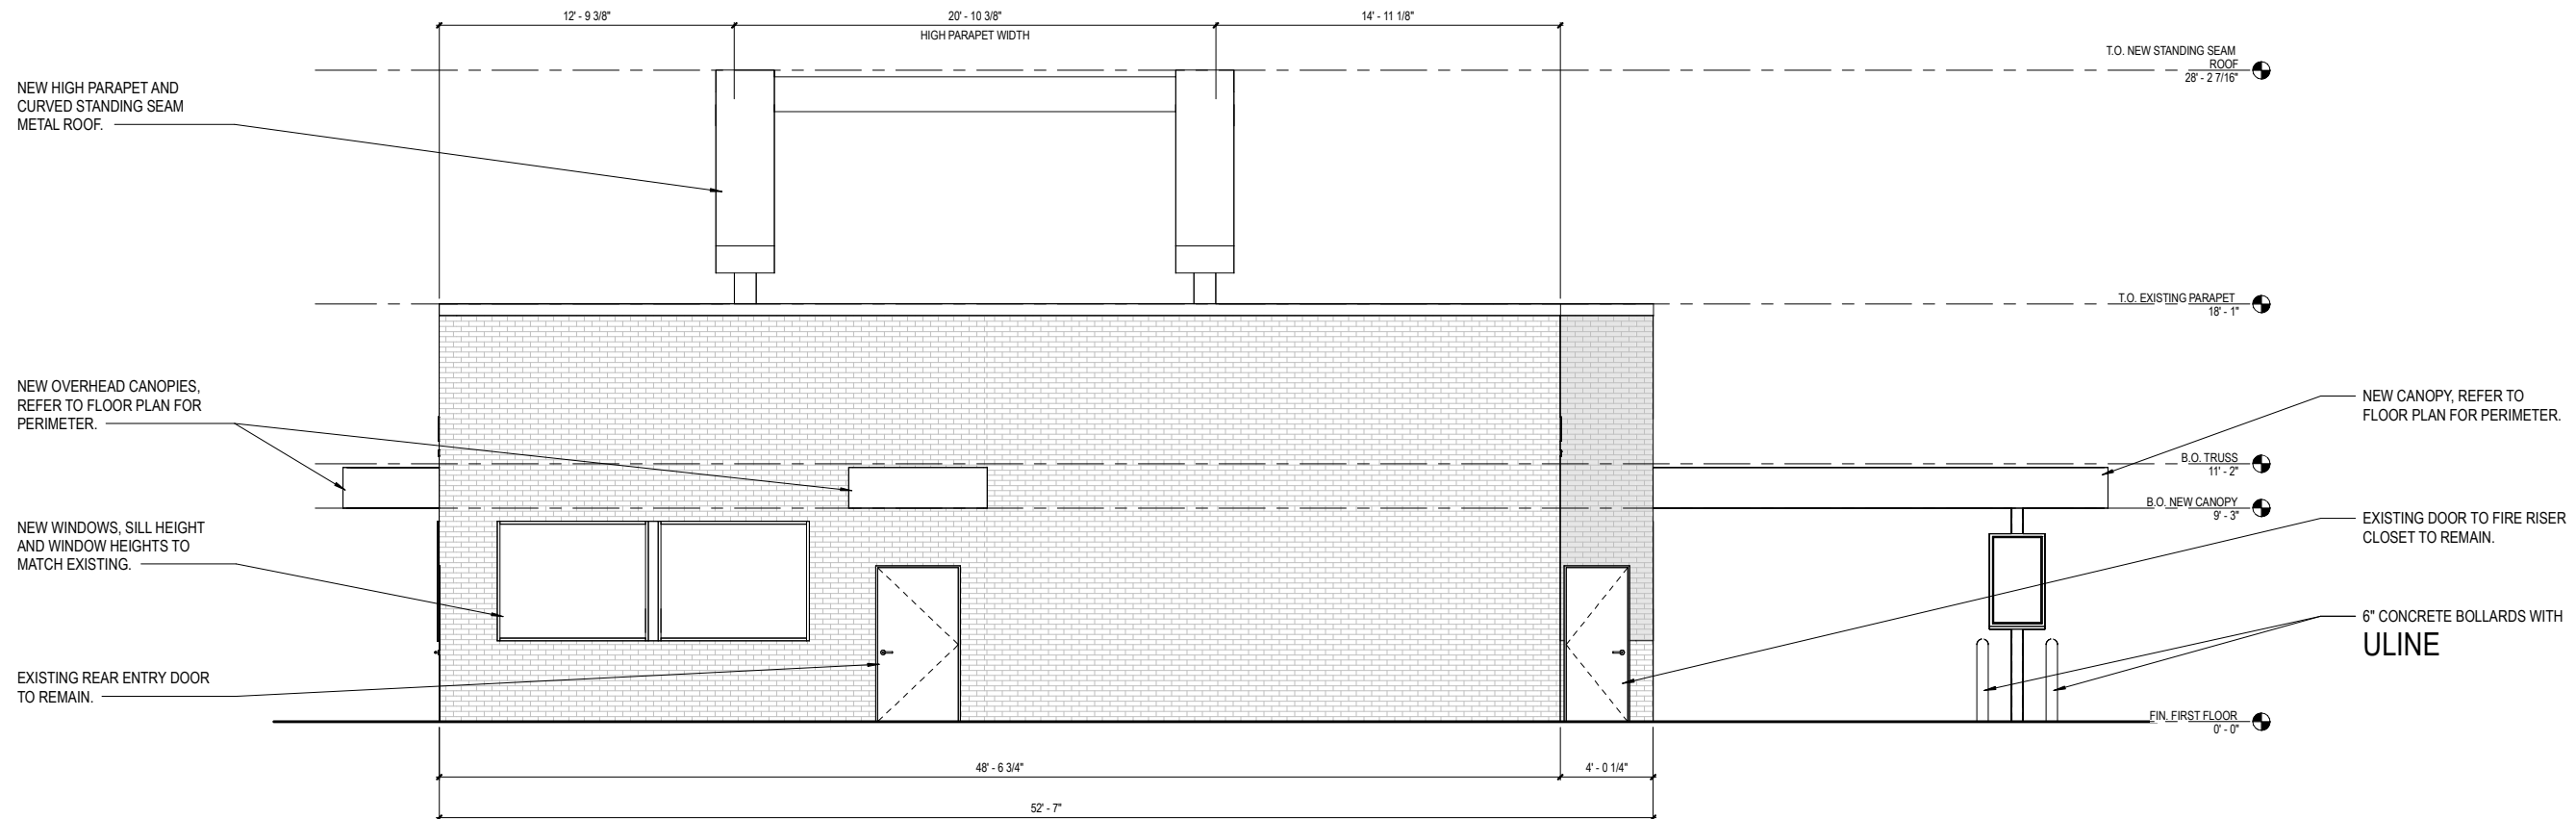 12' - 9 3/8"
20' - 10 3/8"
14' - 11 1/8"
HIGH PARAPET WIDTH
T.O. NEW STANDING SEAM
ROOF
28' - 2 7/16"
NEW HIGH PARAPET AND
CURVED STANDING SEAM
METAL ROOF.
T.O. EXISTING PARAPET
18' - 1"
NEW OVERHEAD CANOPIES,
REFER TO FLOOR PLAN FOR
PERIMETER.
NEW CANOPY, REFER TO
FLOOR PLAN FOR PERIMETER.
B.O. TRUSS
11' - 2"
B.O. NEW CANOPY
9' - 3"
NEW WINDOWS, SILL HEIGHT
AND WINDOW HEIGHTS TO
MATCH EXISTING.
EXISTING DOOR TO FIRE RISER
CLOSET TO REMAIN.
6" CONCRETE BOLLARDS WITH
ULINE
EXISTING REAR ENTRY DOOR
TO REMAIN.
FIN. FIRST FLOOR
0' - 0"
48' - 6 3/4"
4' - 0 1/4"
52' - 7"